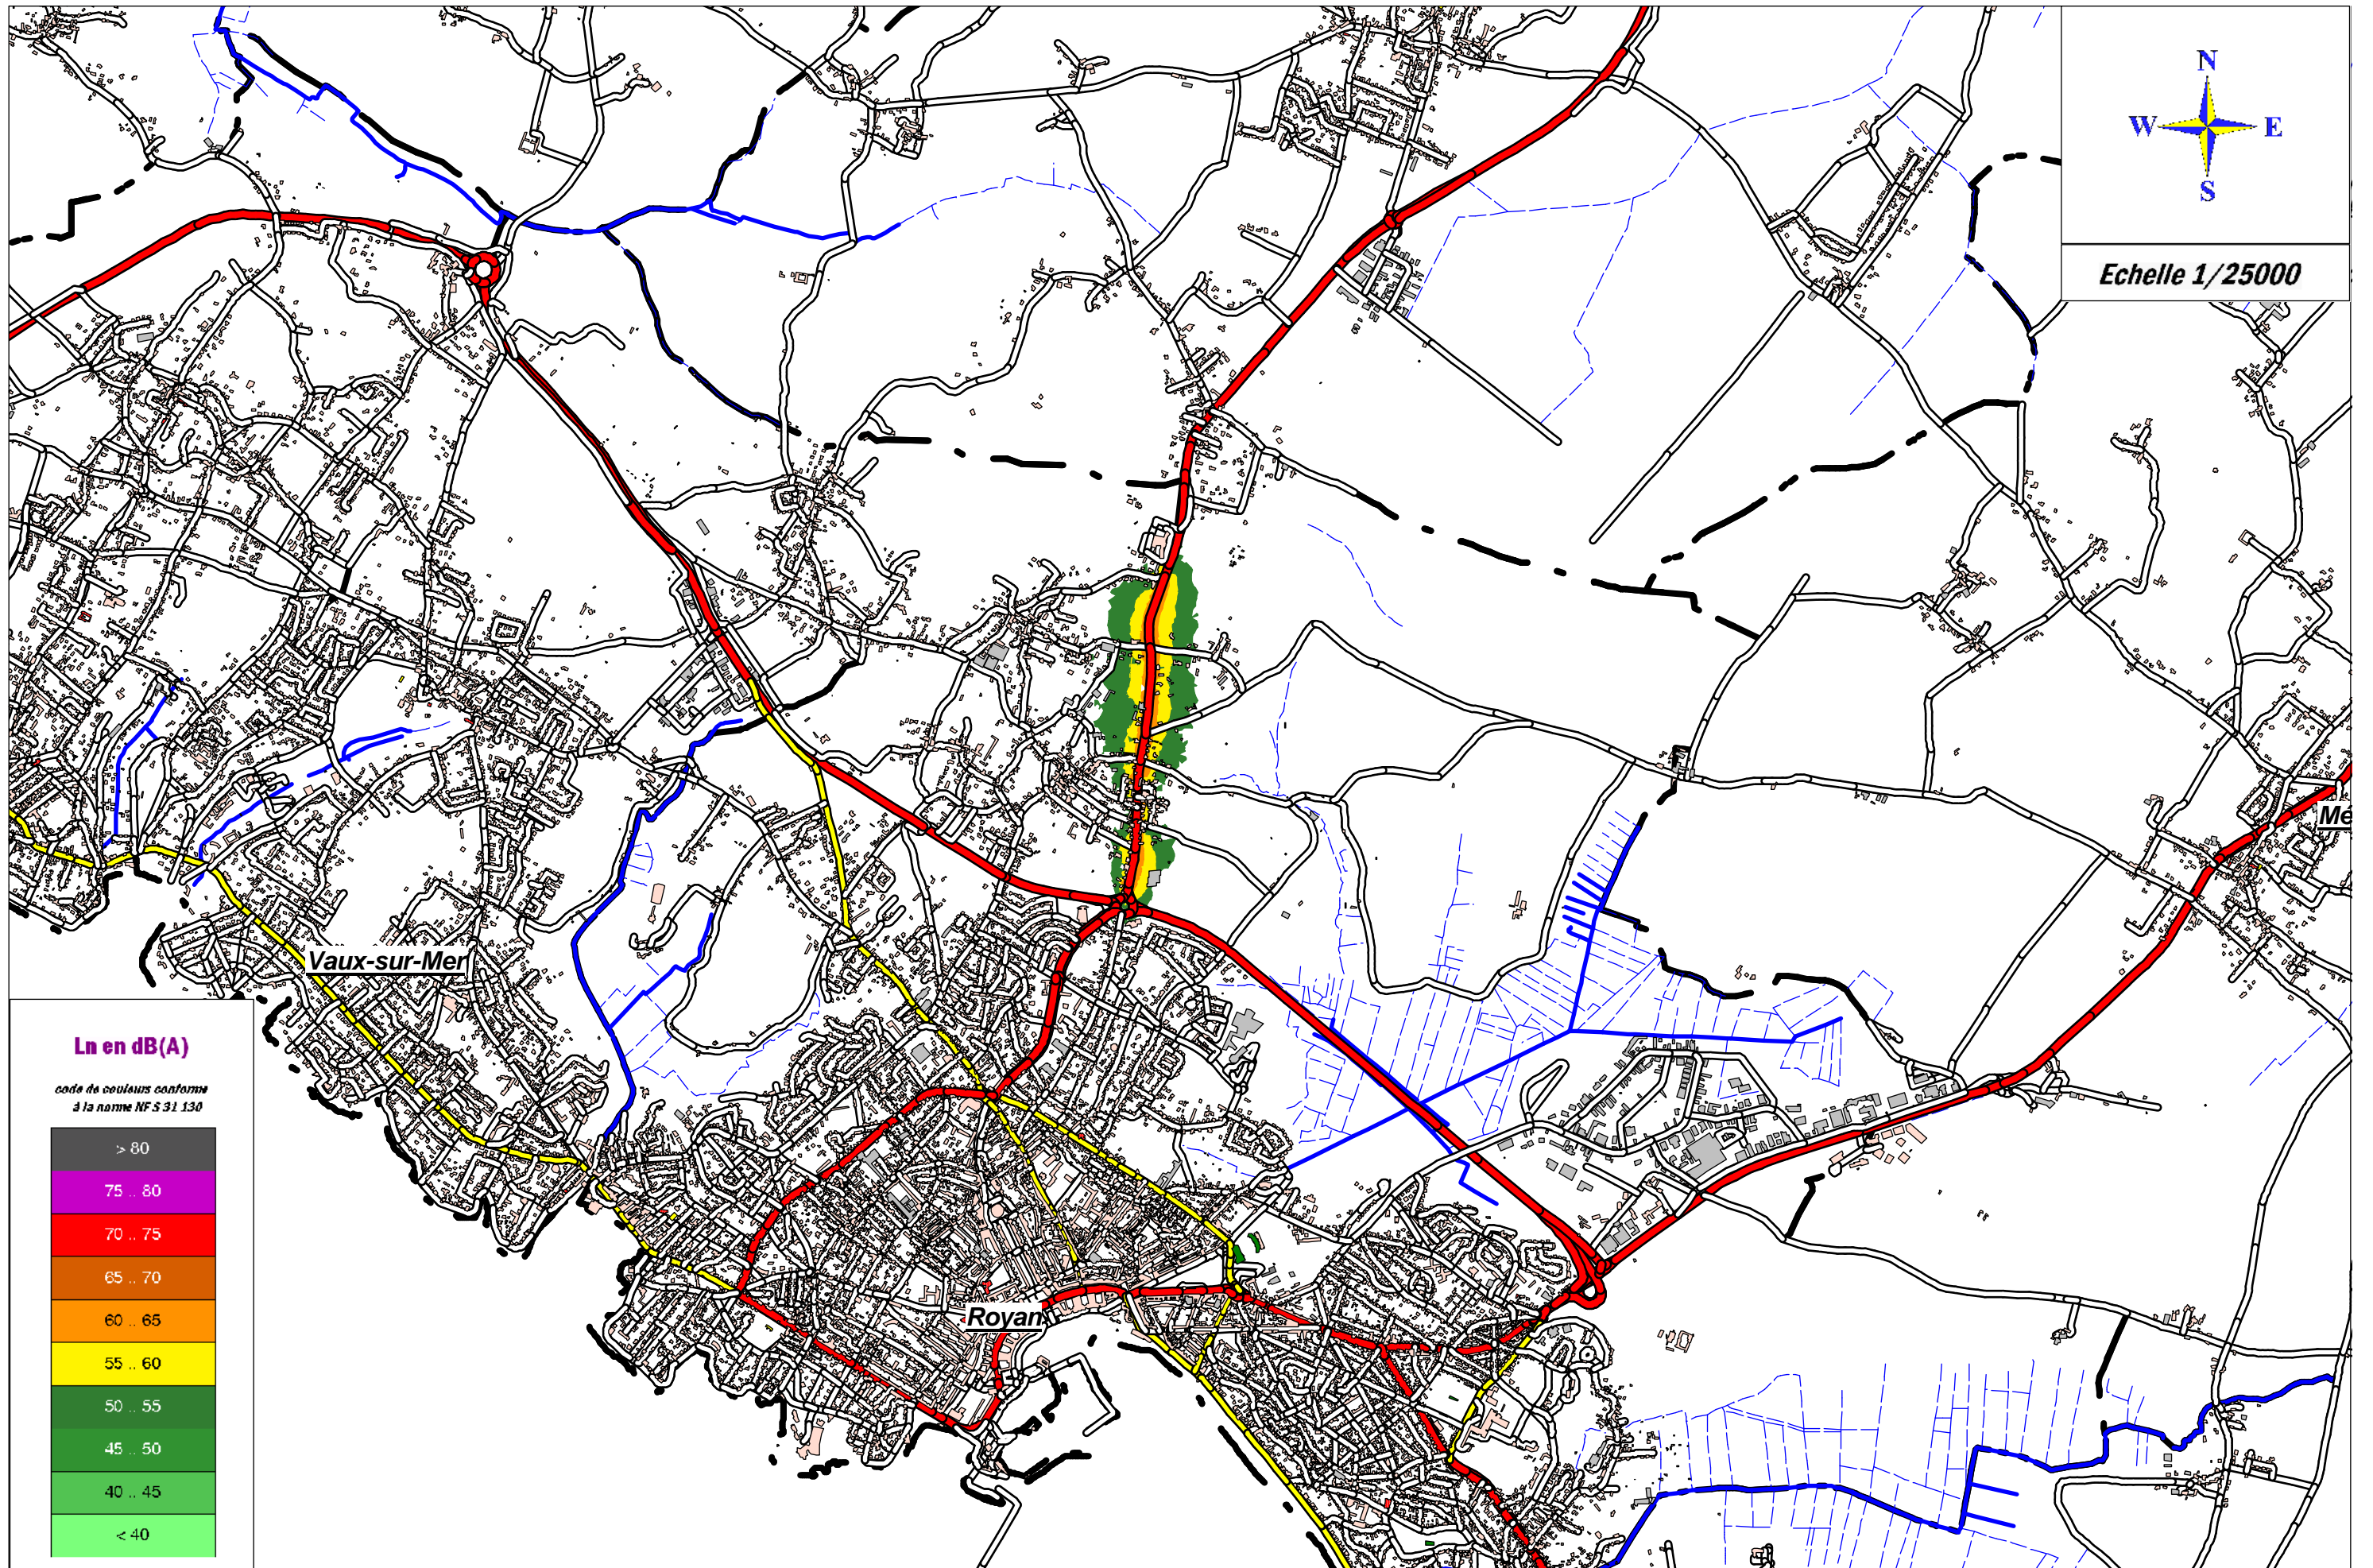 N
W E
S
Echelle 1/25000
Mé
Vaux-sur-Mer
Royan
Ln en dB(A)
code de couleurs conforme
à la norme NF S 31 130
> 80
75 .. 80
70 .. 75
65 .. 70
60 .. 65
55 .. 60
50 .. 55
45 .. 50
40 .. 45
< 40